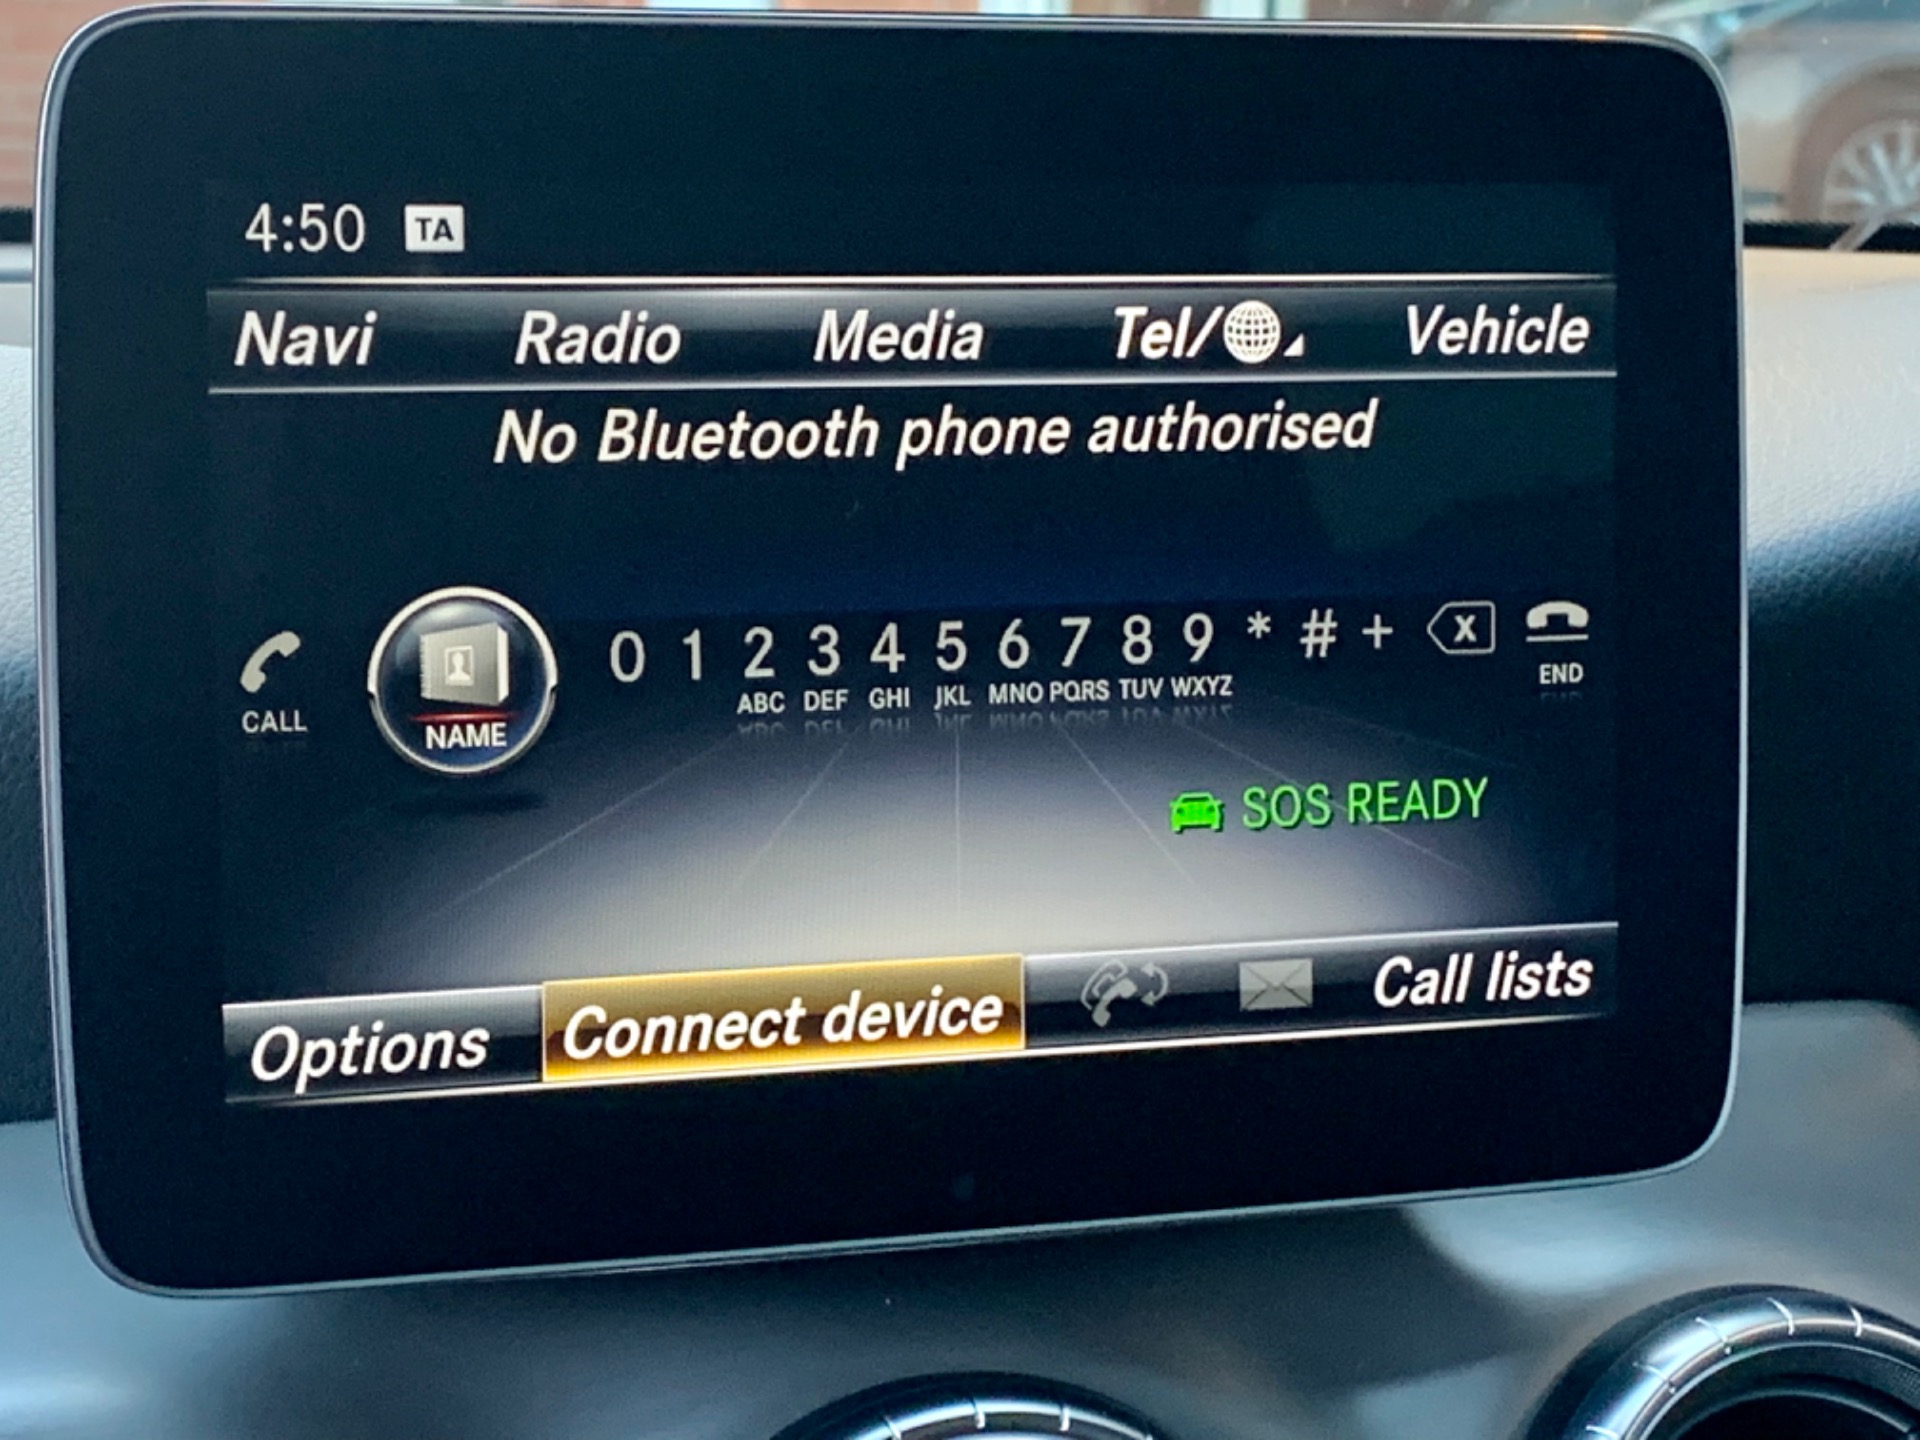 4:50 TA
Navi Radio Media Tel/ Vehicle
No Bluetooth phone authorised
0 1 2 3 4 5 6 7 8 9 * # + X
CALL NAME ABC DEF GHI JKL MNO PQRS TUV WXYZ END
SOS READY
Options Connect device Call lists